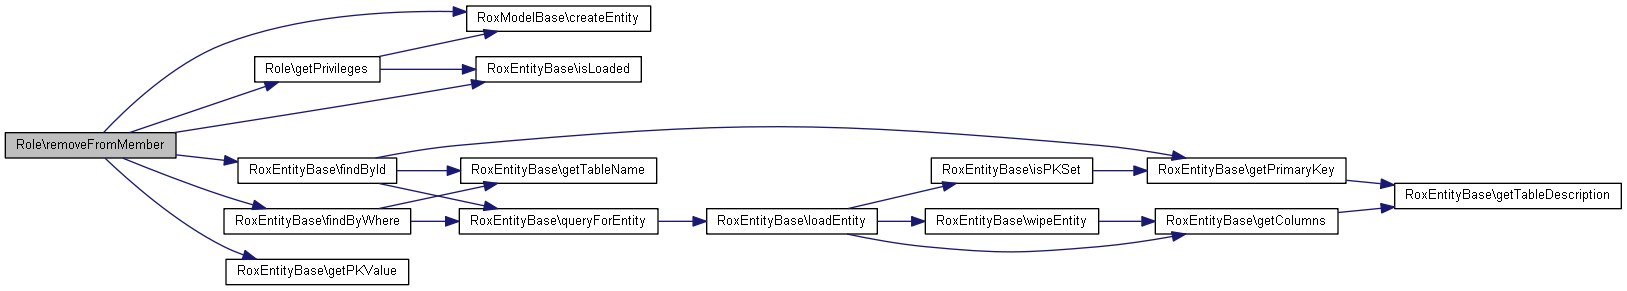 RoxModelBase\createEntity
Role\getPrivileges
RoxEntityBase\isLoaded
Role\removeFromMember
RoxEntityBase\findById
RoxEntityBase\getTableName
RoxEntityBase\isPKSet
RoxEntityBase\getPrimaryKey
RoxEntityBase\getTableDescription
RoxEntityBase\findByWhere
RoxEntityBase\queryForEntity
RoxEntityBase\loadEntity
RoxEntityBase\wipeEntity
RoxEntityBase\getColumns
RoxEntityBase\getPKValue